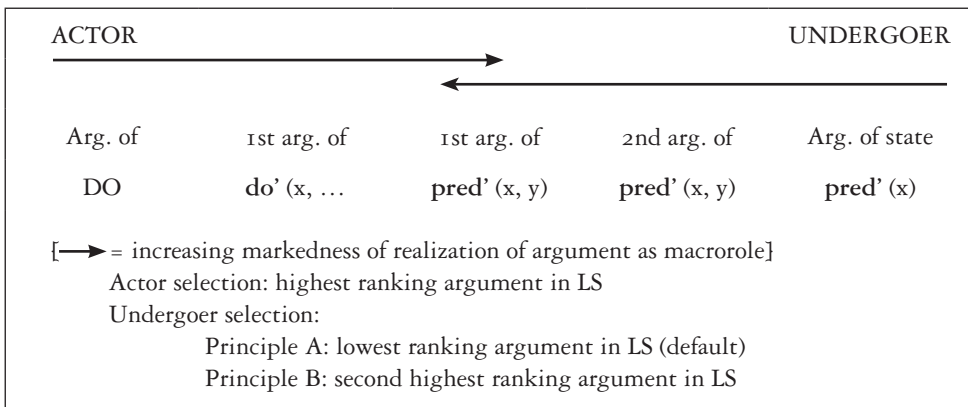 ACTOR UNDERGOER
Arg. of 1st arg. of 1st arg. of 2nd arg. of Arg. of state
DO do’ (x, … pred’ (x, y) pred’ (x, y) pred’ (x)
{ = increasing markedness of realization of argument as macrorole}
Actor selection: highest ranking argument in LS
Undergoer selection:
Principle A: lowest ranking argument in LS (default)
Principle B: second highest ranking argument in LS